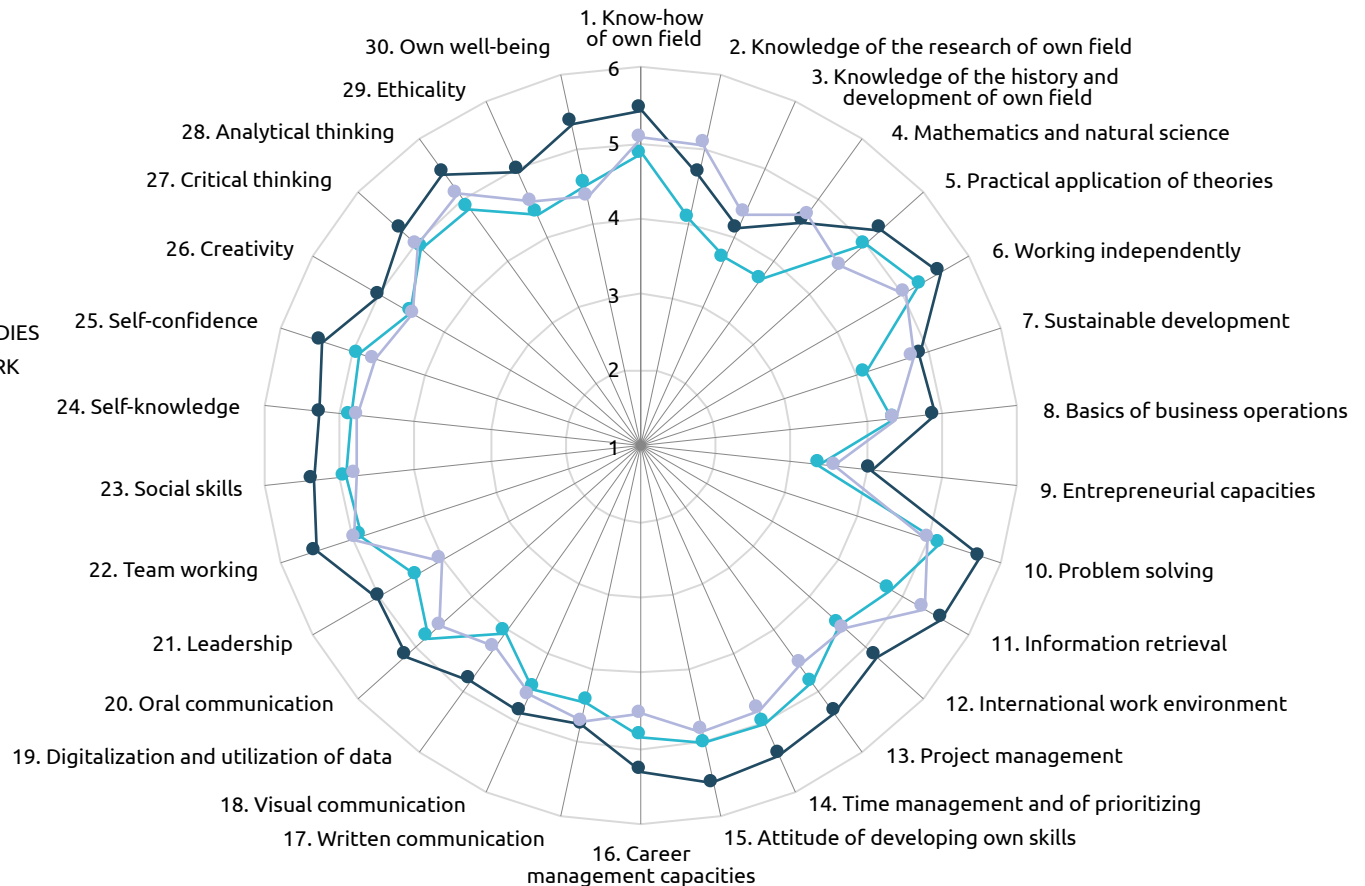 1. Know-how
of own field
2. Knowledge of the research of own field
3. Knowledge of the history and
development of own field
4. Mathematics and natural science
5. Practical application of theories
6. Working independently
7. Sustainable development
8. Basics of business operations
9. Entrepreneurial capacities
10. Problem solving
11. Information retrieval
12. International work environment
13. Project management
14. Time management and of prioritizing
15. Attitude of developing own skills
16. Career
management capacities
17. Written communication
18. Visual communication
19. Digitalization and utilization of data
20. Oral communication
21. Leadership
22. Team working
23. Social skills
24. Self-knowledge
25. Self-confidence
26. Creativity
27. Critical thinking
28. Analytical thinking
29. Ethicality
30. Own well-being
6
5
4
3
2
1
DIES
RK